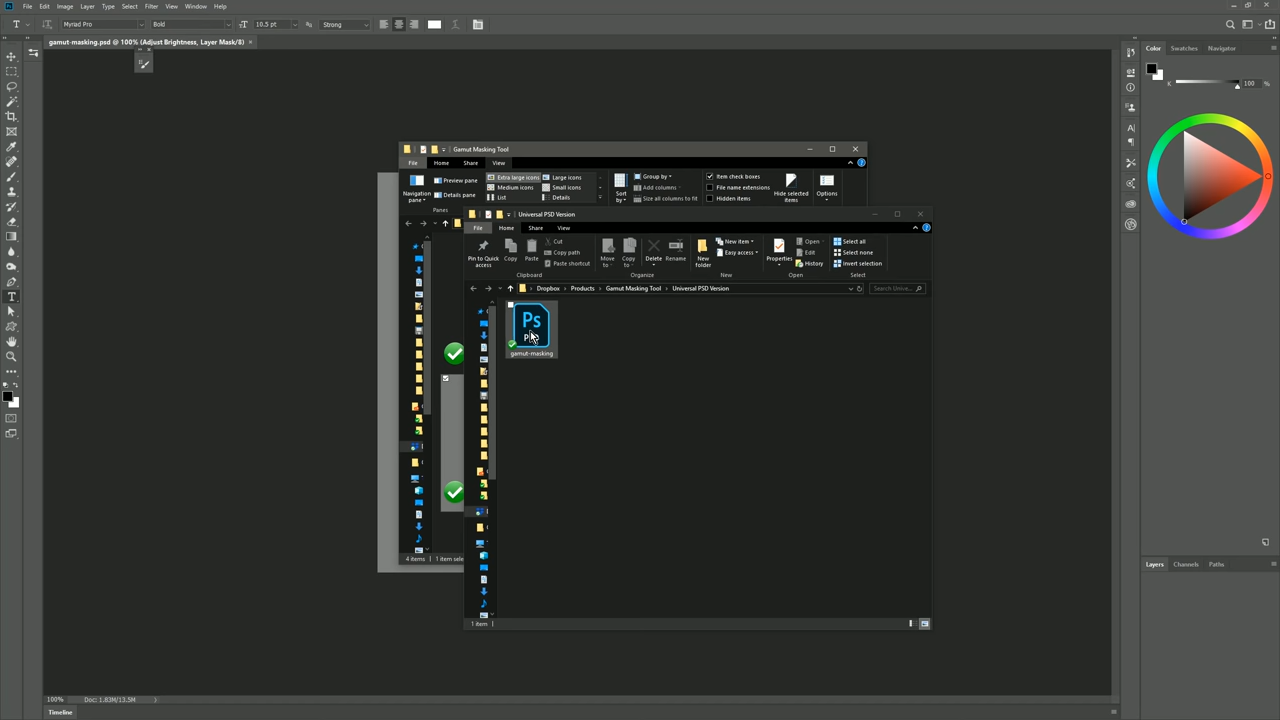 File Edit Image Layer Type Select Filter View Window Help
Myriad Pro Bold 10.5 pt Strong
gamut-masking.psd @ 100% (Adjust Brightness, Layer Mask/8) ×
Color Swatches Navigator
K 100 %
Gamut Masking Tool
File Home Share View
Navigation pane
Preview pane
Details pane
Panes
Extra large icons Large icons
Medium icons Small icons
List Details
Sort by
Group by
Add columns
Size all columns to fit
Item check boxes
File name extensions
Hidden items
Hide selected items
Options
Universal PSD Version
File Home Share View
Pin to Quick access
Copy
Paste
Cut
Copy path
Paste shortcut
Clipboard
Move to
Copy to
Delete
Rename
Organize
New folder
New item
Easy access
New
Properties
Open
Edit
History
Open
Select all
Select none
Invert selection
Select
Dropbox > Products > Gamut Masking Tool > Universal PSD Version
Search Unive...
Ps
gamut-masking
4 items 1 item sele
1 item
Layers Channels Paths
100% Doc: 1.83M/13.5M
Timeline